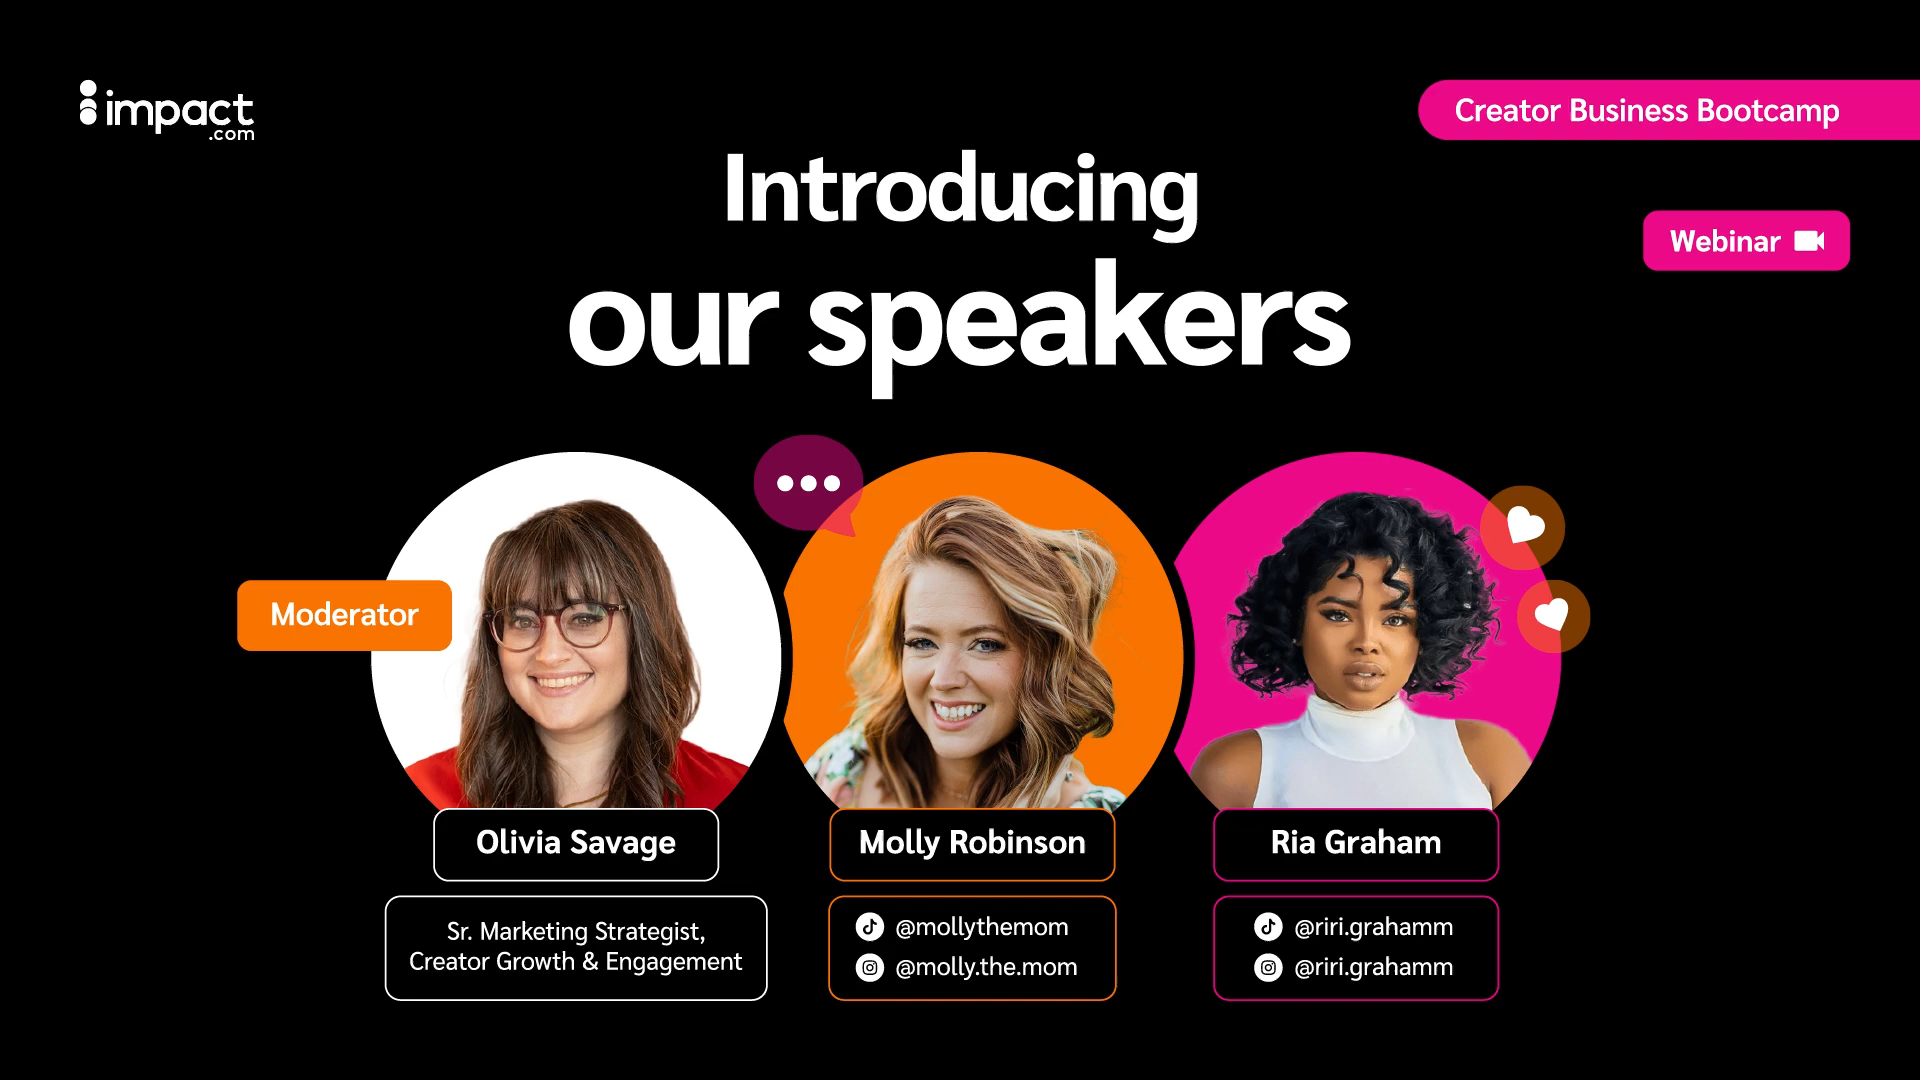 impact
.com
Creator Business Bootcamp
Introducing
our speakers
Webinar
Moderator
Olivia Savage
Sr. Marketing Strategist,
Creator Growth & Engagement
Molly Robinson
@mollythemom
@molly.the.mom
Ria Graham
@riri.grahamm
@riri.grahamm